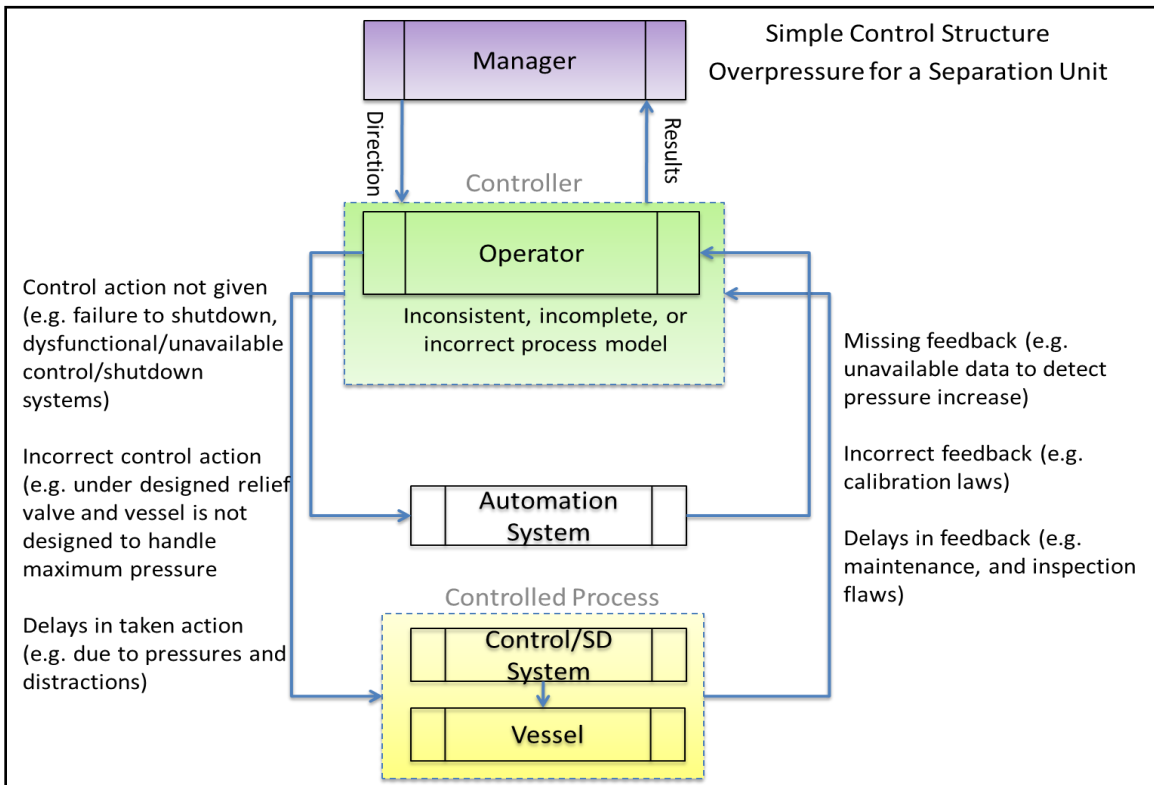 Simple Control Structure
Overpressure for a Separation Unit
Manager
Direction
Results
Controller
Operator
Inconsistent, incomplete, or
incorrect process model
Control action not given
(e.g. failure to shutdown,
dysfunctional/unavailable
control/shutdown
systems)
Incorrect control action
(e.g. under designed relief
valve and vessel is not
designed to handle
maximum pressure
Delays in taken action
(e.g. due to pressures and
distractions)
Automation
System
Controlled Process
Control/SD
System
Vessel
Missing feedback (e.g.
unavailable data to detect
pressure increase)
Incorrect feedback (e.g.
calibration laws)
Delays in feedback (e.g.
maintenance, and inspection
flaws)